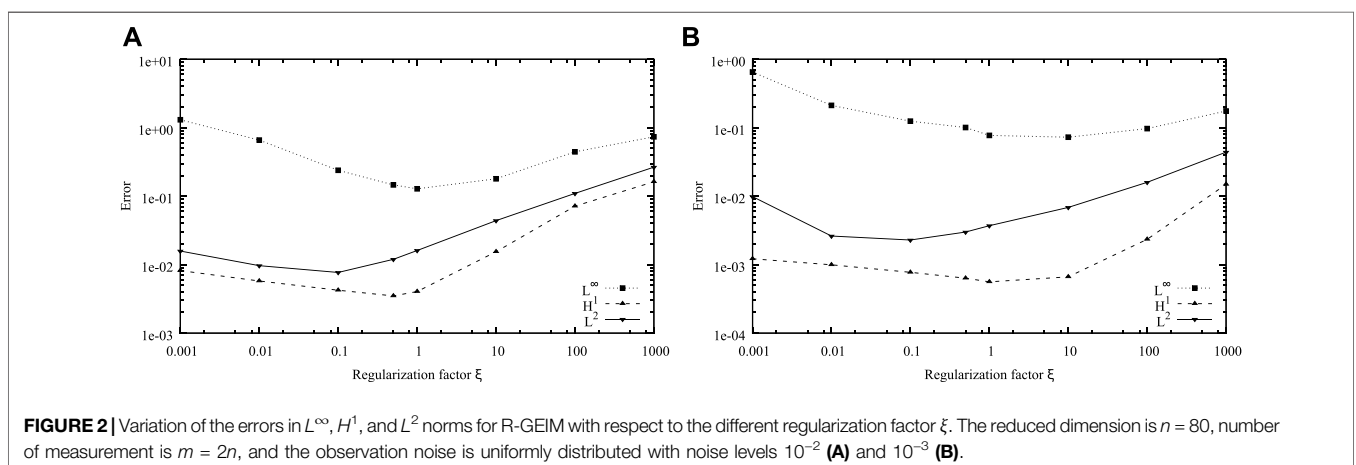 A
1e+01
1e+00
1e-01
1e-02
1e-03
Error
0.001 0.01 0.1 1 10 100 1000
Regularization factor ξ
L∞
H1
L2
B
1e+00
1e-01
1e-02
1e-03
1e-04
Error
0.001 0.01 0.1 1 10 100 1000
Regularization factor ξ
L∞
H1
L2
FIGURE 2 | Variation of the errors in L∞, H1, and L2 norms for R-GEIM with respect to the different regularization factor ξ. The reduced dimension is n = 80, number
of measurement is m = 2n, and the observation noise is uniformly distributed with noise levels 10−2 (A) and 10−3 (B).